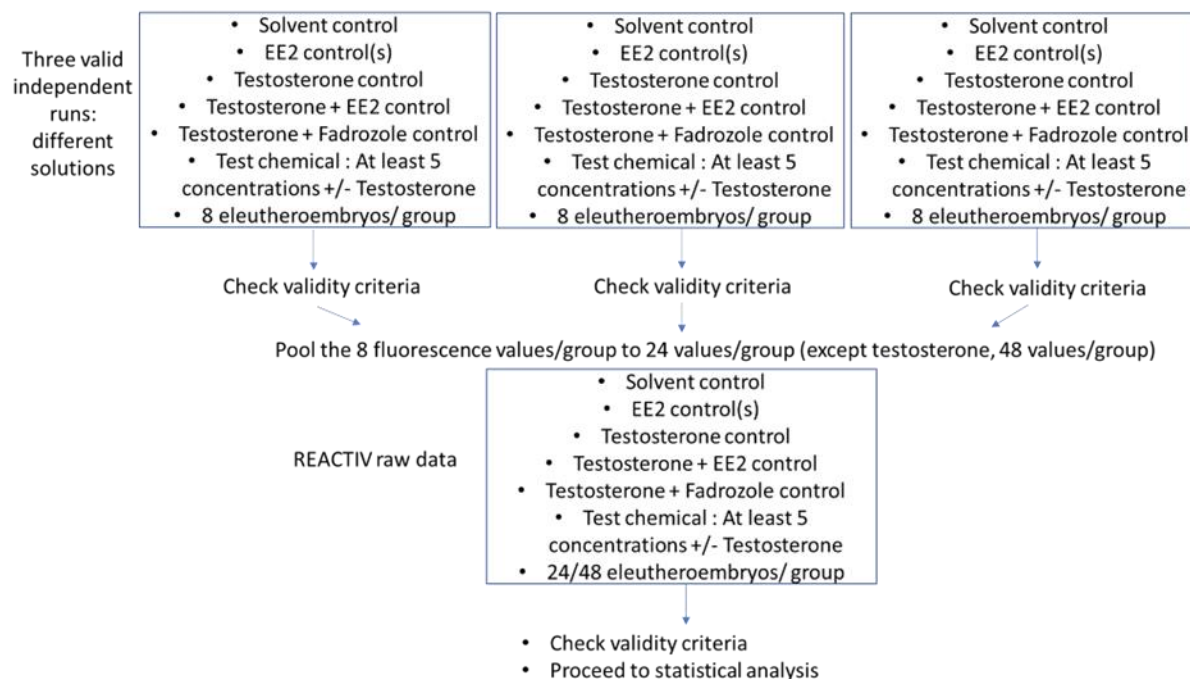 Three valid
independent
runs:
different
solutions
• Solvent control
• EE2 control(s)
• Testosterone control
• Testosterone + EE2 control
• Testosterone + Fadrozole control
• Test chemical : At least 5
concentrations +/- Testosterone
• 8 eleutheroembryos/ group
• Solvent control
• EE2 control(s)
• Testosterone control
• Testosterone + EE2 control
• Testosterone + Fadrozole control
• Test chemical : At least 5
concentrations +/- Testosterone
• 8 eleutheroembryos/ group
• Solvent control
• EE2 control(s)
• Testosterone control
• Testosterone + EE2 control
• Testosterone + Fadrozole control
• Test chemical : At least 5
concentrations +/- Testosterone
• 8 eleutheroembryos/ group
Check validity criteria
Check validity criteria
Check validity criteria
Pool the 8 fluorescence values/group to 24 values/group (except testosterone, 48 values/group)
REACTIV raw data
• Solvent control
• EE2 control(s)
• Testosterone control
• Testosterone + EE2 control
• Testosterone + Fadrozole control
• Test chemical : At least 5
concentrations +/- Testosterone
• 24/48 eleutheroembryos/ group
• Check validity criteria
• Proceed to statistical analysis